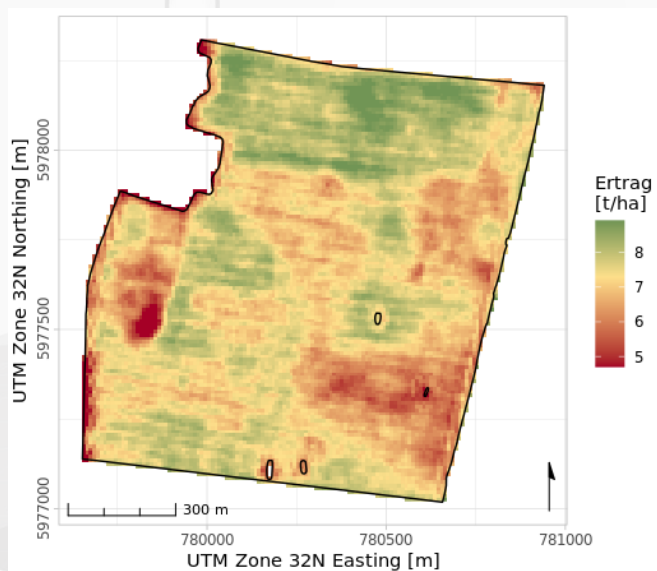 UTM Zone 32N Northing [m]
5978000
5977500
5977000
Ertrag
[t/ha]
8
7
6
5
300 m
780000
780500
781000
UTM Zone 32N Easting [m]